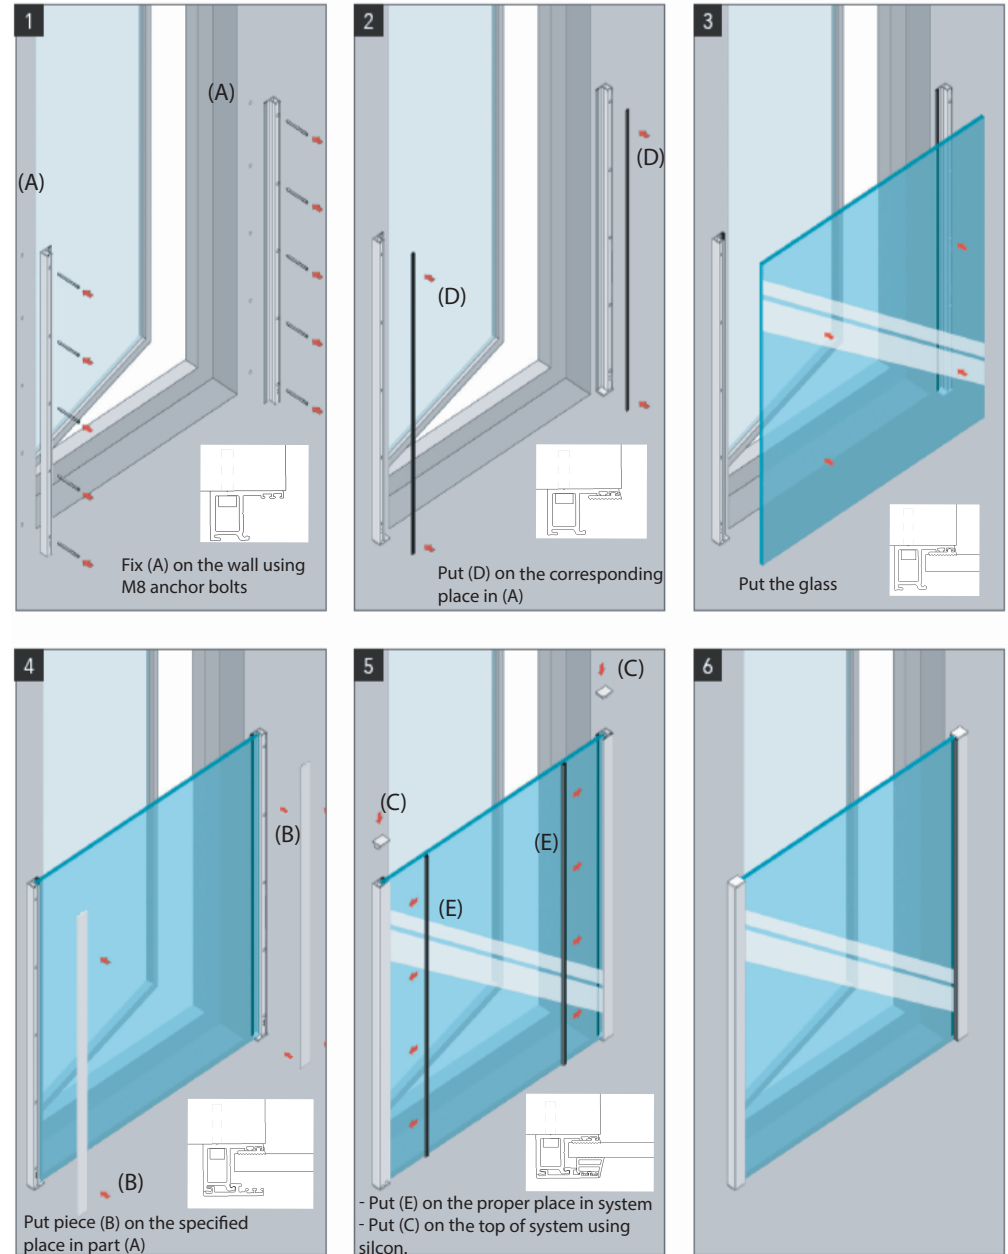 1
(A)
(A)
Fix (A) on the wall using
M8 anchor bolts
2
(D)
(D)
Put (D) on the corresponding
place in (A)
3
Put the glass
4
(B)
(B)
Put piece (B) on the specified
place in part (A)
5
(C)
(C)
(E)
(E)
- Put (E) on the proper place in system
- Put (C) on the top of system using
silcon.
6